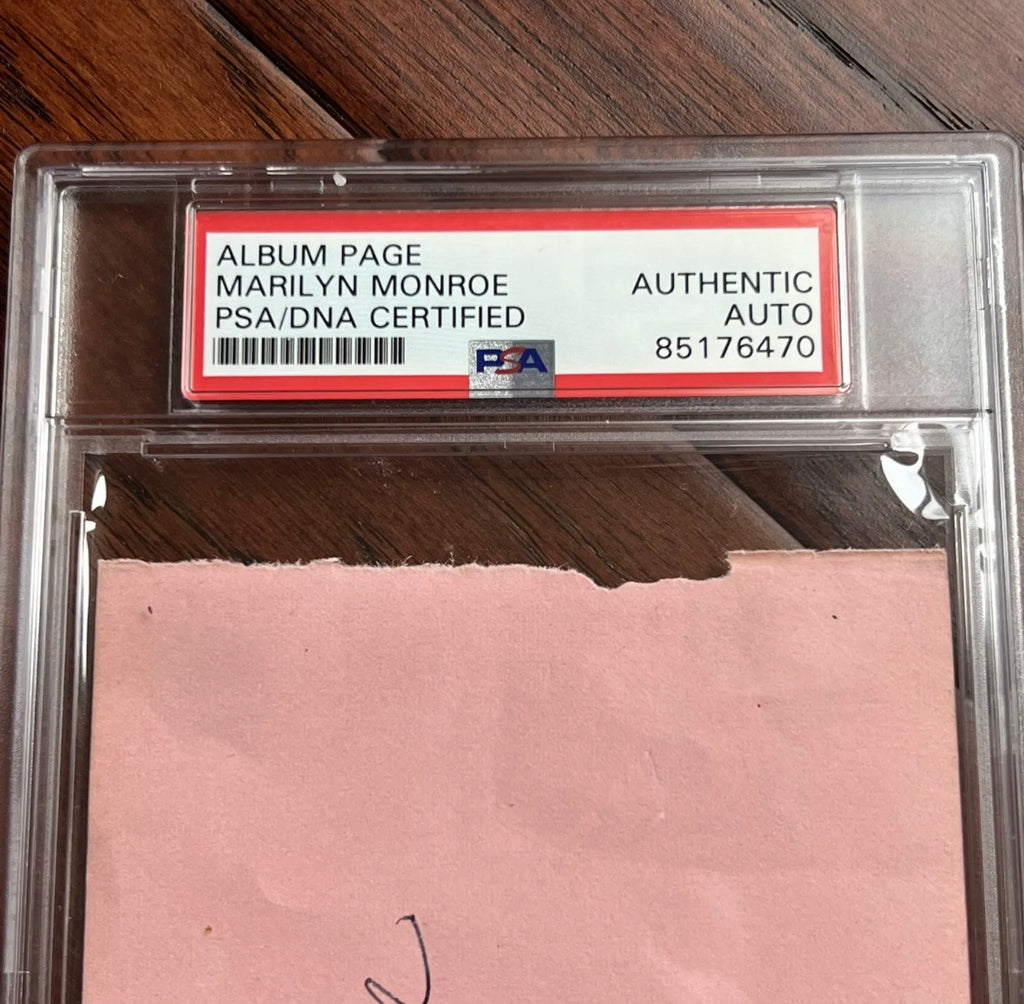 ALBUM PAGE
MARILYN MONROE
PSA/DNA CERTIFIED
AUTHENTIC
AUTO
85176470
PSA